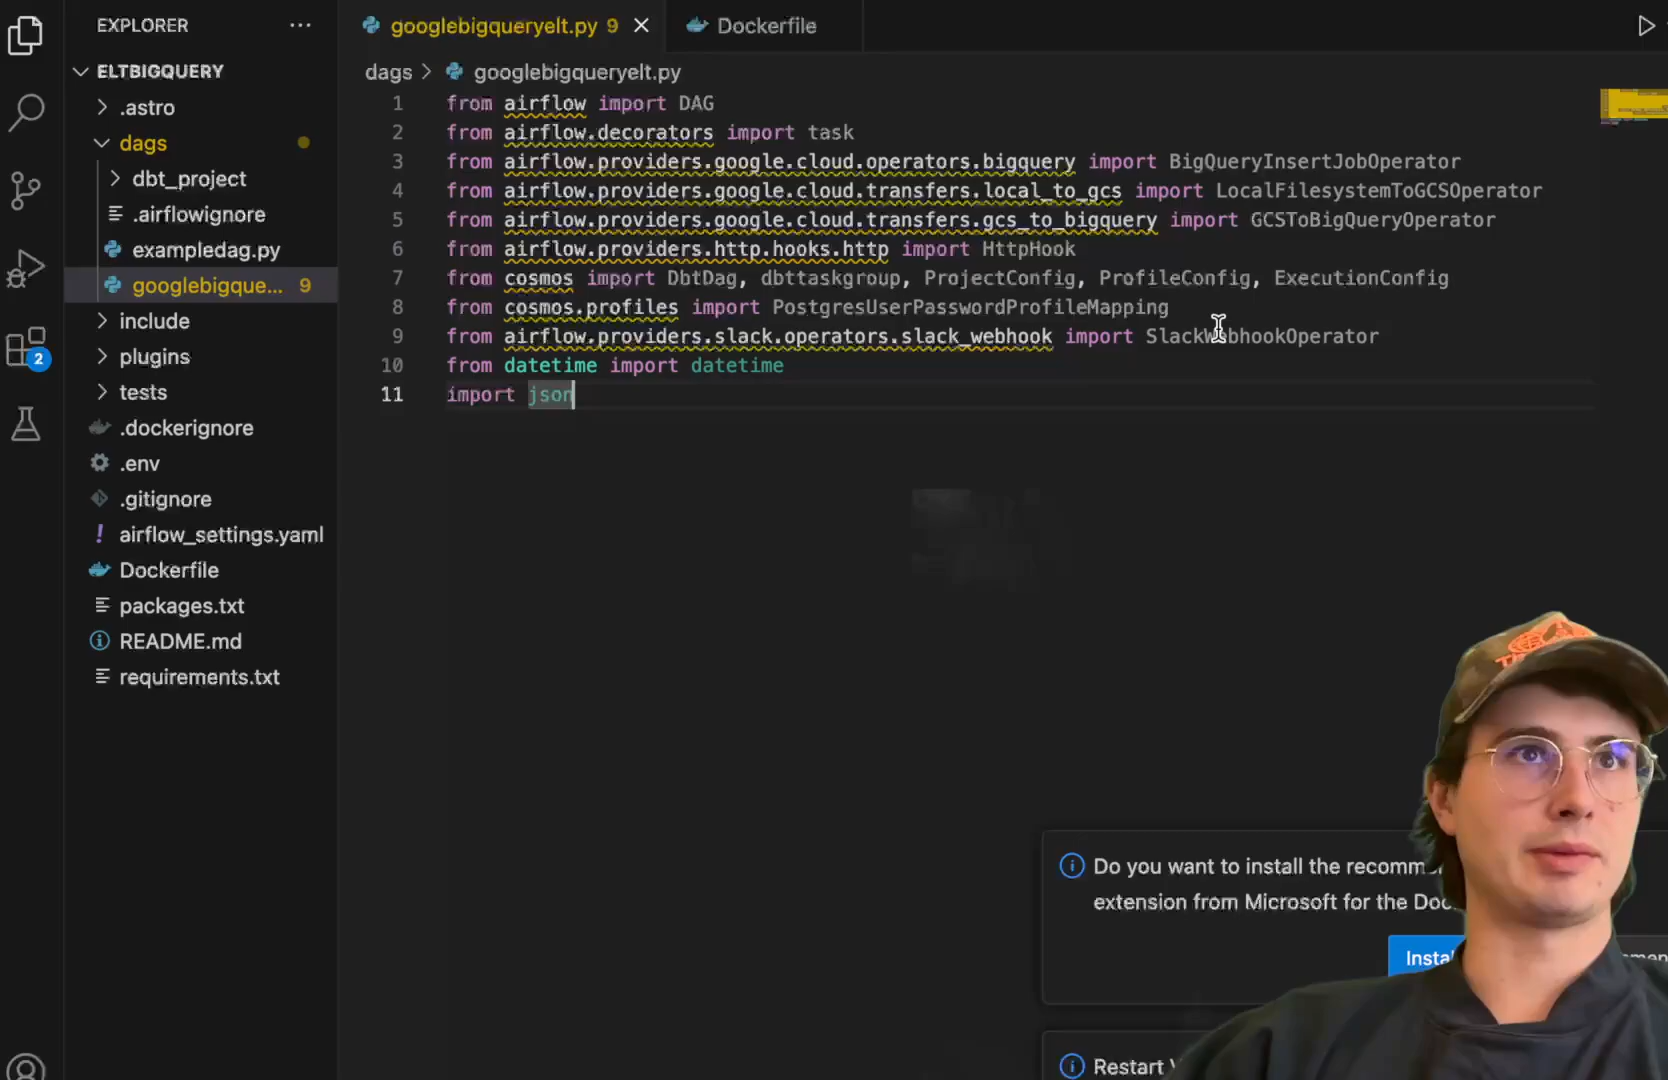 EXPLORER
googlebigqueryelt.py 9
Dockerfile
ELTBIGQUERY
.astro
dags
dbt_project
.airflowignore
exampledag.py
googlebigque... 9
include
plugins
tests
.dockerignore
.env
.gitignore
airflow_settings.yaml
Dockerfile
packages.txt
README.md
requirements.txt
2
dags > googlebigqueryelt.py
1 from airflow import DAG
2 from airflow.decorators import task
3 from airflow.providers.google.cloud.operators.bigquery import BigQueryInsertJobOperator
4 from airflow.providers.google.cloud.transfers.local_to_gcs import LocalFilesystemToGCSOperator
5 from airflow.providers.google.cloud.transfers.gcs_to_bigquery import GCSToBigQueryOperator
6 from airflow.providers.http.hooks.http import HttpHook
7 from cosmos import DbtDag, dbttaskgroup, ProjectConfig, ProfileConfig, ExecutionConfig
8 from cosmos.profiles import PostgresUserPasswordProfileMapping
9 from airflow.providers.slack.operators.slack_webhook import SlackWebhookOperator
10 from datetime import datetime
11 import json
Do you want to install the recomm
extension from Microsoft for the Doc
Instal
Restart